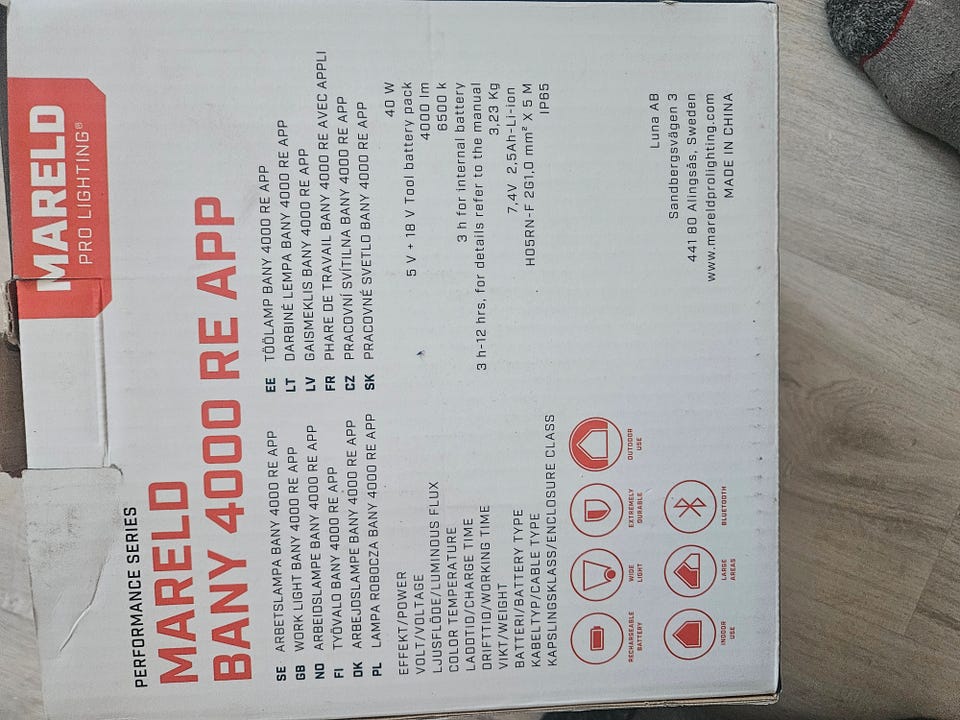 MARELD
PRO LIGHTING®
PERFORMANCE SERIES
MARELD
BANY 4000 RE APP
SE ARBETSLAMPA BANY 4000 RE APP
GB WORK LIGHT BANY 4000 RE APP
NO ARBEIDSLAMPE BANY 4000 RE APP
FI TYÖVALO BANY 4000 RE APP
DK ARBEJDSLAMPE BANY 4000 RE APP
PL LAMPA ROBOCZA BANY 4000 RE APP
EE TÖÖLAMP BANY 4000 RE APP
LT DARBINĖ LEMPA BANY 4000 RE APP
LV GAISMEKLIS BANY 4000 RE APP
FR PHARE DE TRAVAIL BANY 4000 RE AVEC APPLI
CZ PRACOVNÍ SVÍTILNA BANY 4000 RE APP
SK PRACOVNÉ SVETLO BANY 4000 RE APP
EFFEKT/POWER 40 W
VOLT/VOLTAGE 5 V + 18 V Tool battery pack
LJUSFLÖDE/LUMINOUS FLUX 4000 lm
COLOR TEMPERATURE 6500 k
LADDTID/CHARGE TIME 3 h for internal battery
DRIFTTID/WORKING TIME 3 h-12 hrs, for details refer to the manual
VIKT/WEIGHT 3,23 Kg
BATTERI/BATTERY TYPE 7,4V 2,5Ah-Li-ion
KABELTYP/CABLE TYPE H05RN-F 2G1,0 mm² X 5 M
KAPSLINGSKLASS/ENCLOSURE CLASS IP65
RECHARGEABLE
BATTERY
WIDE
LIGHT
EXTREMELY
DURABLE
OUTDOOR
USE
INDOOR
USE
LARGE
AREAS
BLUETOOTH
Luna AB
Sandbergsvägen 3
441 80 Alingsås, Sweden
www.mareldprolighting.com
MADE IN CHINA